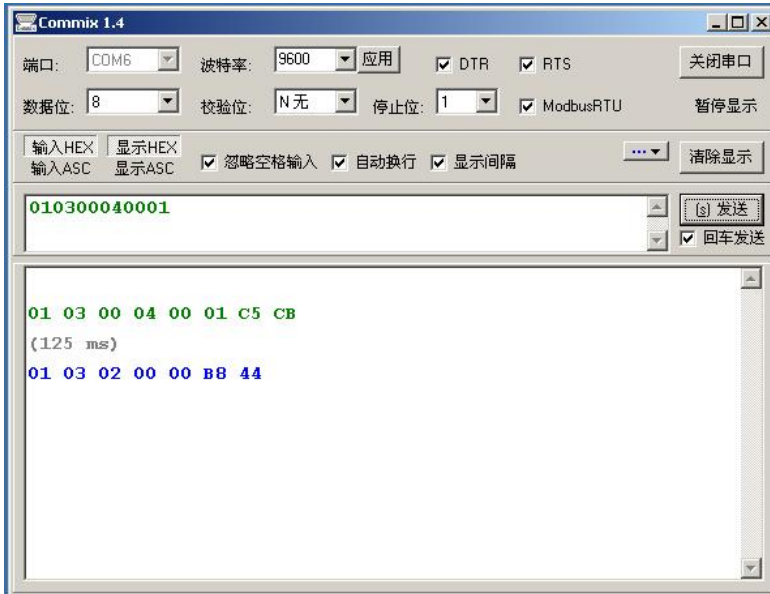 Commix 1.4
端口: COM6 波特率: 9600 应用 DTR RTS 关闭串口
数据位: 8 校验位: N 无 停止位: 1 ModbusRTU 暂停显示
输入HEX 显示HEX
输入ASC 显示ASC 忽略空格输入 自动换行 显示间隔 ... 清除显示
010300040001 (s) 发送
回车发送
01 03 00 04 00 01 C5 CB
(125 ms)
01 03 02 00 00 B8 44